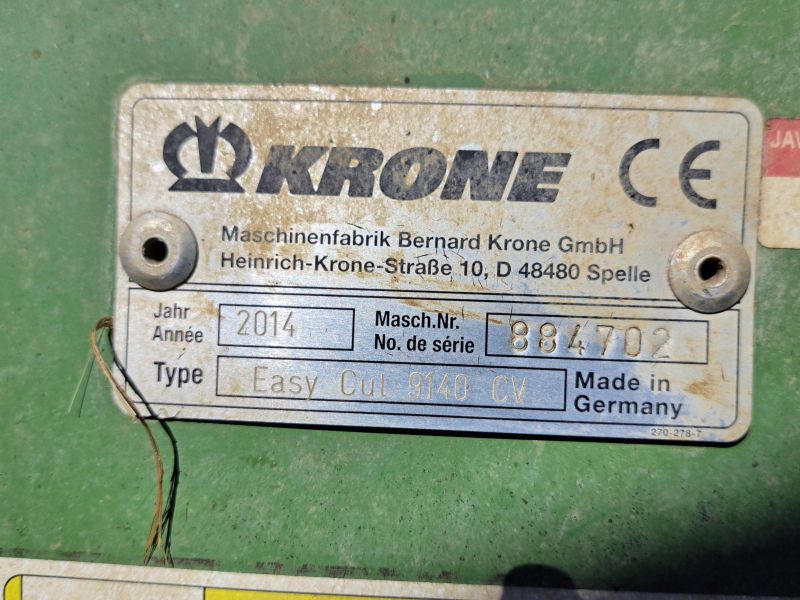 KRONE CE
Maschinenfabrik Bernard Krone GmbH
Heinrich-Krone-Straße 10, D 48480 Spelle
Jahr
Année
2014
Masch.Nr.
No. de série
884702
Type
Easy Cut 9140 CV
Made in
Germany
270-278-7
JAV